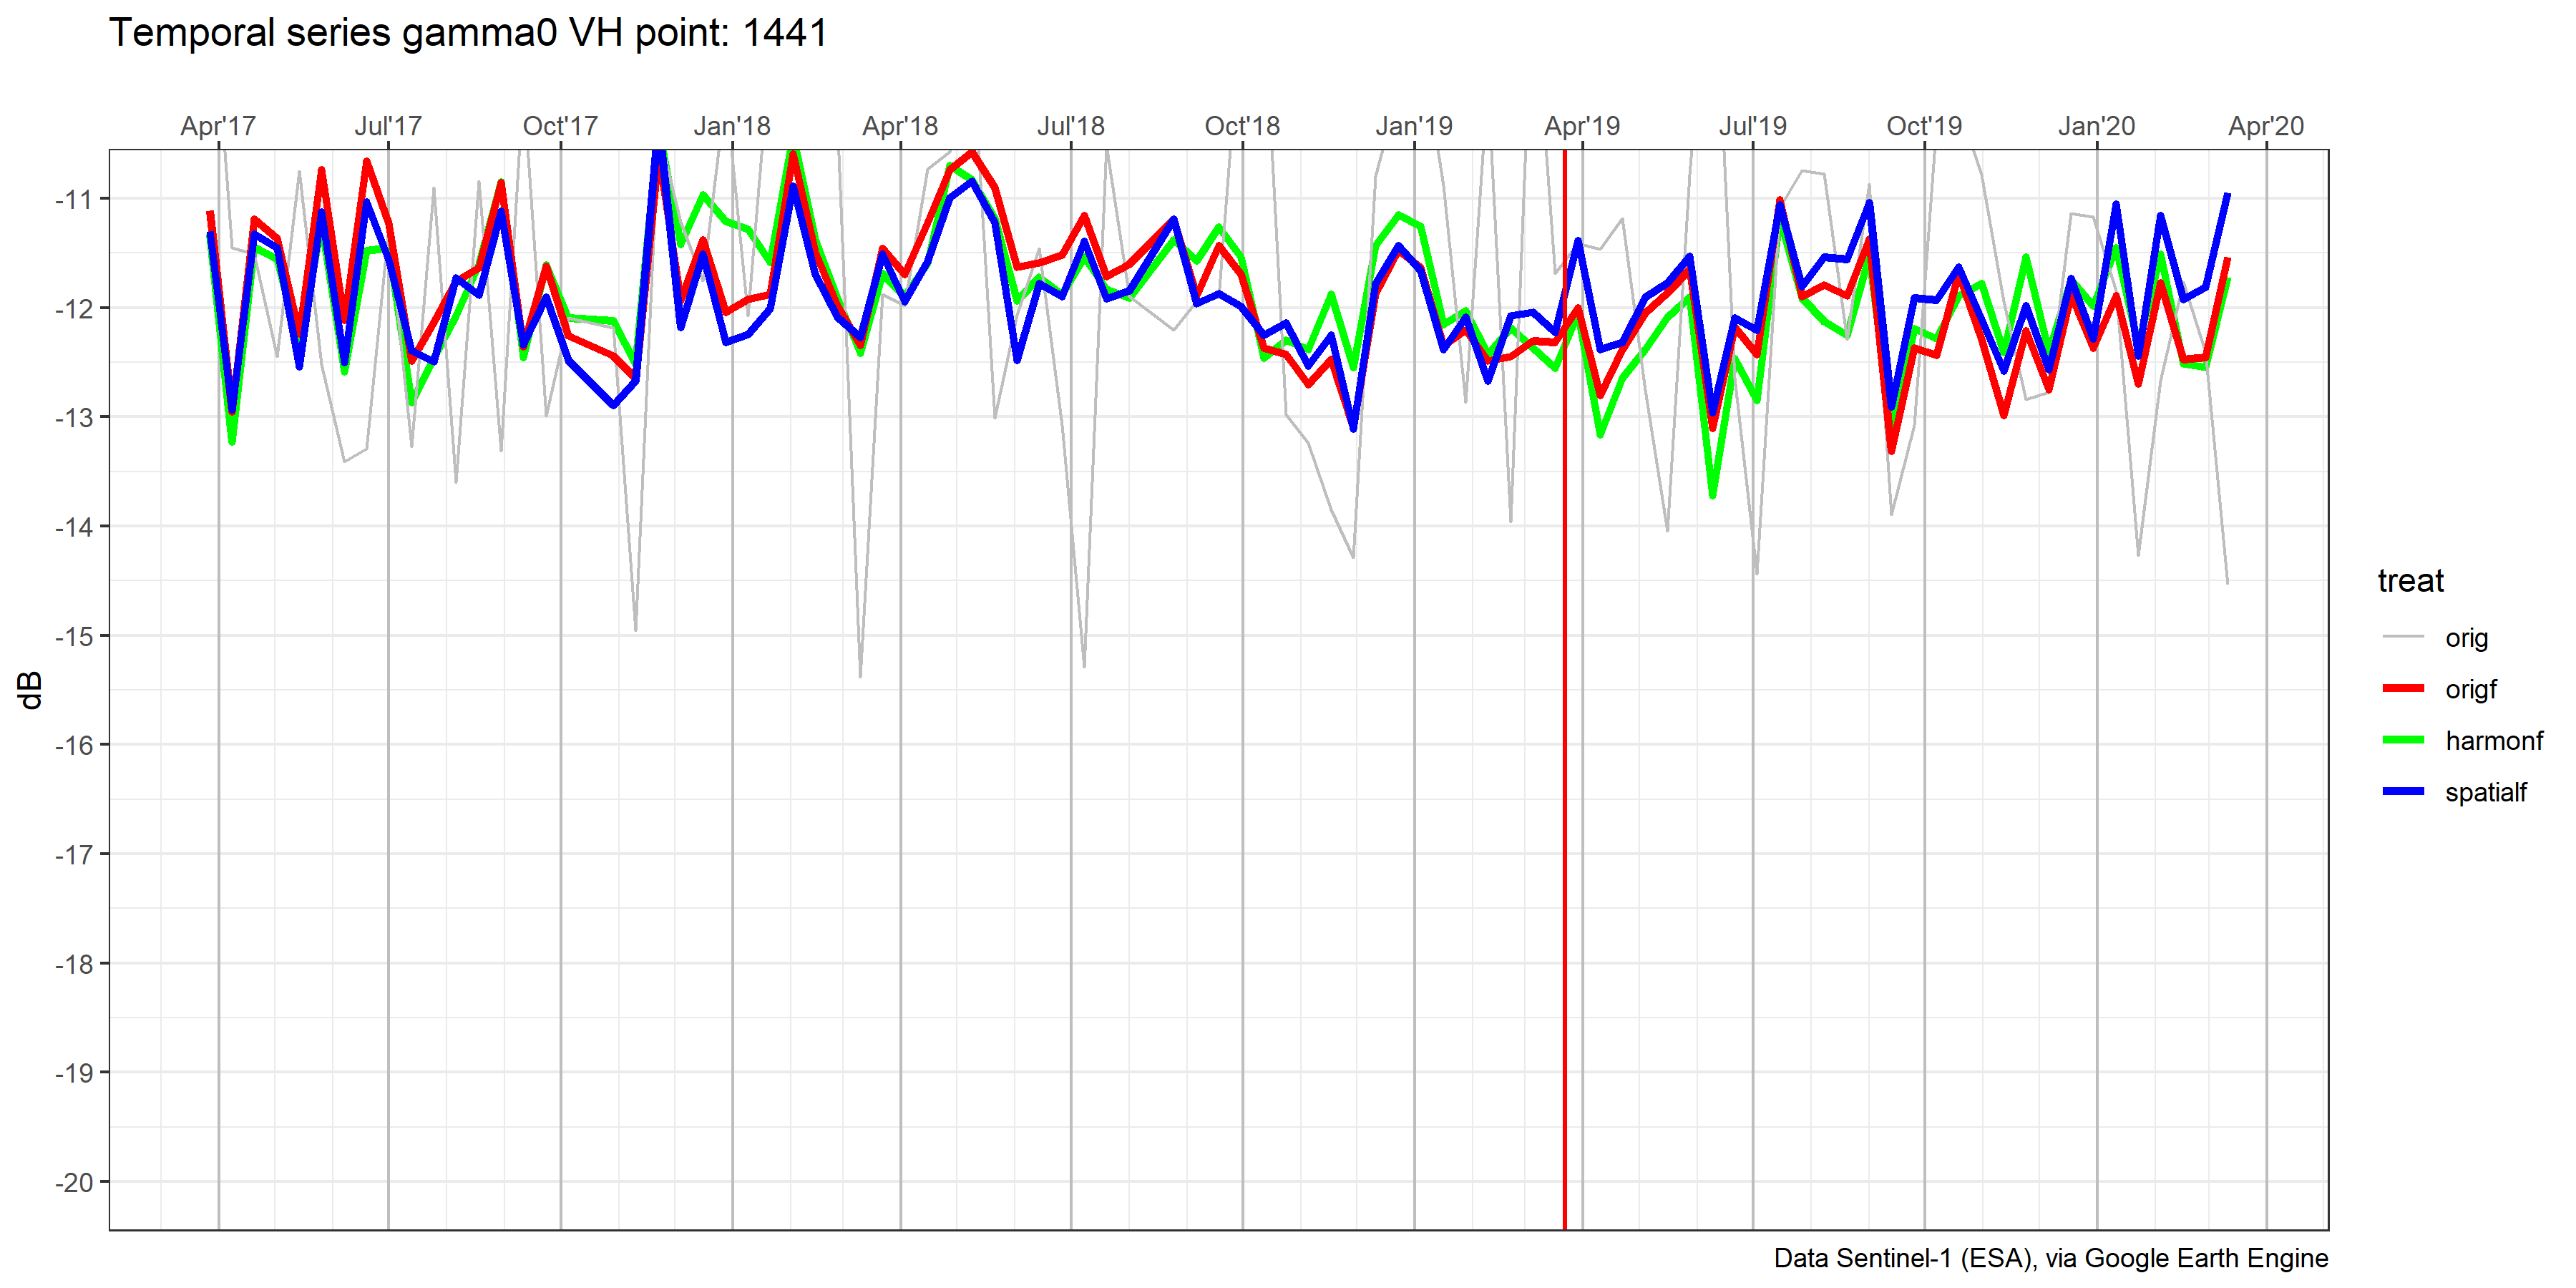 Temporal series gamma0 VH point: 1441
Apr'17 Jul'17 Oct'17 Jan'18 Apr'18 Jul'18 Oct'18 Jan'19 Apr'19 Jul'19 Oct'19 Jan'20 Apr'20
-11
-12
-13
-14
-15
-16
-17
-18
-19
-20
dB
treat
orig
origf
harmonf
spatialf
Data Sentinel-1 (ESA), via Google Earth Engine